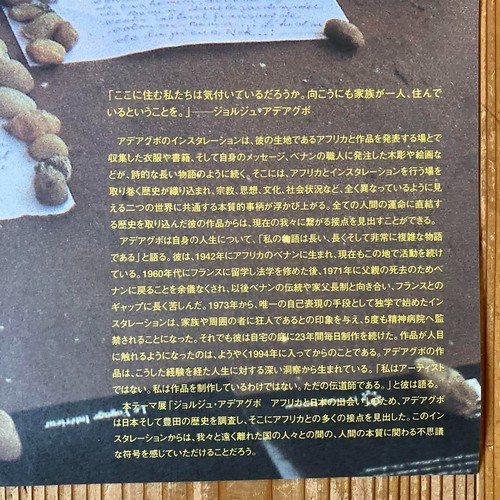 「ここに住む私たちは気付いているだろうか。向こうにも家族が一人、住んで
いるということを。」――ジョルジュ・アデアグボ
アデアグボのインスタレーションは、彼の生地であるアフリカと作品を発表する場とで
収集した衣服や書籍、そして自身のメッセージ、ベナンの職人に発注した木彫や絵画な
どが、詩的な長い物語のように続く。そこには、アフリカとインスタレーションを行う場を
取り巻く歴史が織り込まれ、宗教、思想、文化、社会状況など、全く異なっているように見
える二つの世界に共通する本質的事柄が浮び上がる。全ての人間の運命に直結す
る歴史を取り込んだ彼の作品からは、現在の我々に繋がる接点を見出すことができる。
アデアグボは自身の人生について、「私の物語は長い、長くそして非常に複雑な物語
である」と語る。彼は、1942年にアフリカのベナンに生まれ、現在もこの地で活動を続け
ている。1960年代にフランスに留学し法学を修めた後、1971年に父親の死去のためベ
ナンに戻ることを余儀なくされ、以後ベナンの伝統や家父長制と向き合い、フランスとの
ギャップに長く苦しんだ。1973年から、唯一の自己表現の手段として独学で始めたイン
スタレーションは、家族や周囲の者に狂人であるとの印象を与え、5度も精神病院へ監
禁されることになった。それでも彼は自宅の庭に23年間毎日制作を続けた。作品が人目
に触れるようになったのは、ようやく1994年に入ってからのことである。アデアグボの作
品は、こうした経験を経た人生に対する深い洞察から生まれている。「私はアーティスト
ではない。私は作品を制作しているわけではない。ただの伝道師である。」と彼は語る。
本テーマ展「ジョルジュ・アデアグボ　アフリカと日本の出会い」のため、アデアグボ
は日本そして豊田の歴史を調査し、そこにアフリカとの多くの接点を見出した。このイン
スタレーションからは、我々と遠く離れた国の人々との間の、人間の本質に関わる不思議
な符号を感じていただけることだろう。